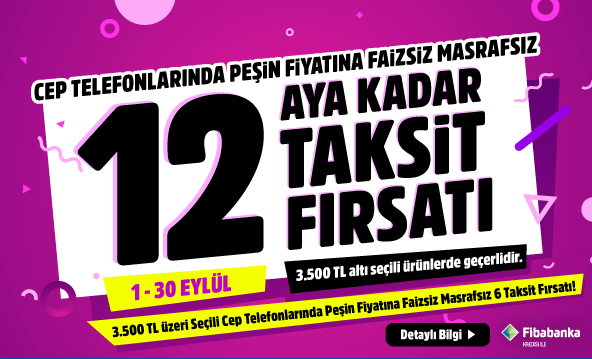 CEP TELEFONLARINDA PEŞİN FİYATINA FAİZSİZ MASRAFSIZ
12
AYA KADAR
TAKSİT
FIRSATI
1 - 30 EYLÜL
3.500 TL altı seçili ürünlerde geçerlidir.
3.500 TL üzeri Seçili Cep Telefonlarında Peşin Fiyatına Faizsiz Masrafsız 6 Taksit Fırsatı!
Detaylı Bilgi
Fibabanka
KREDİSİ İLE